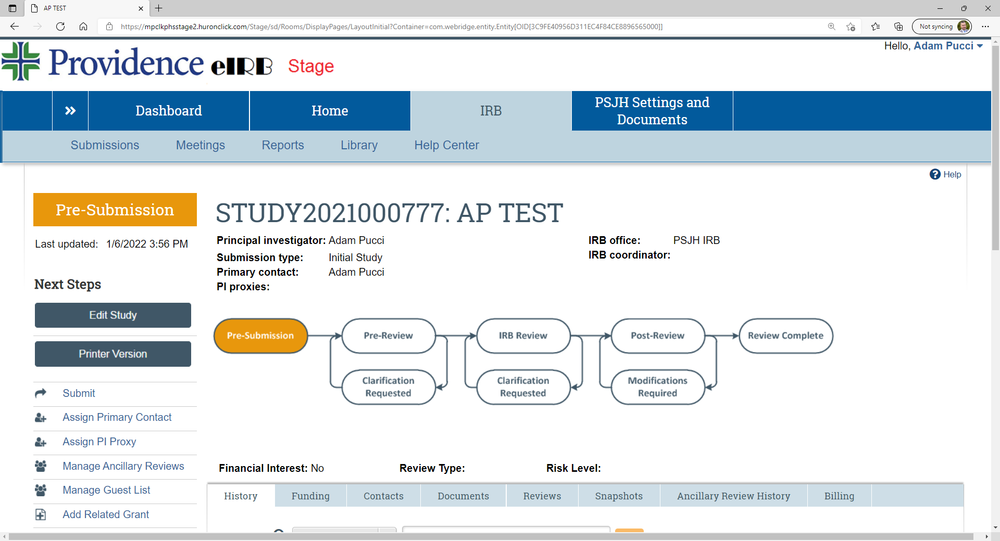 AP TEST
https://mpclkphsstage2.huronclick.com/Stage/sd/Rooms/DisplayPages/LayoutInitial?Container=com.webridge.entity.Entity[OID[3C9FE40956D311EC4F84CE8896565000]]
Not syncing
Hello, Adam Pucci
Providence eIRB Stage
Dashboard
Home
IRB
PSJH Settings and
Documents
Submissions
Meetings
Reports
Library
Help Center
Help
Pre-Submission
Last updated: 1/6/2022 3:56 PM
Next Steps
Edit Study
Printer Version
Submit
Assign Primary Contact
Assign PI Proxy
Manage Ancillary Reviews
Manage Guest List
Add Related Grant
STUDY2021000777: AP TEST
Principal investigator: Adam Pucci
Submission type: Initial Study
Primary contact: Adam Pucci
PI proxies:
IRB office: PSJH IRB
IRB coordinator:
Pre-Submission
Pre-Review
IRB Review
Post-Review
Review Complete
Clarification
Requested
Clarification
Requested
Modifications
Required
Financial Interest: No
Review Type:
Risk Level:
History
Funding
Contacts
Documents
Reviews
Snapshots
Ancillary Review History
Billing